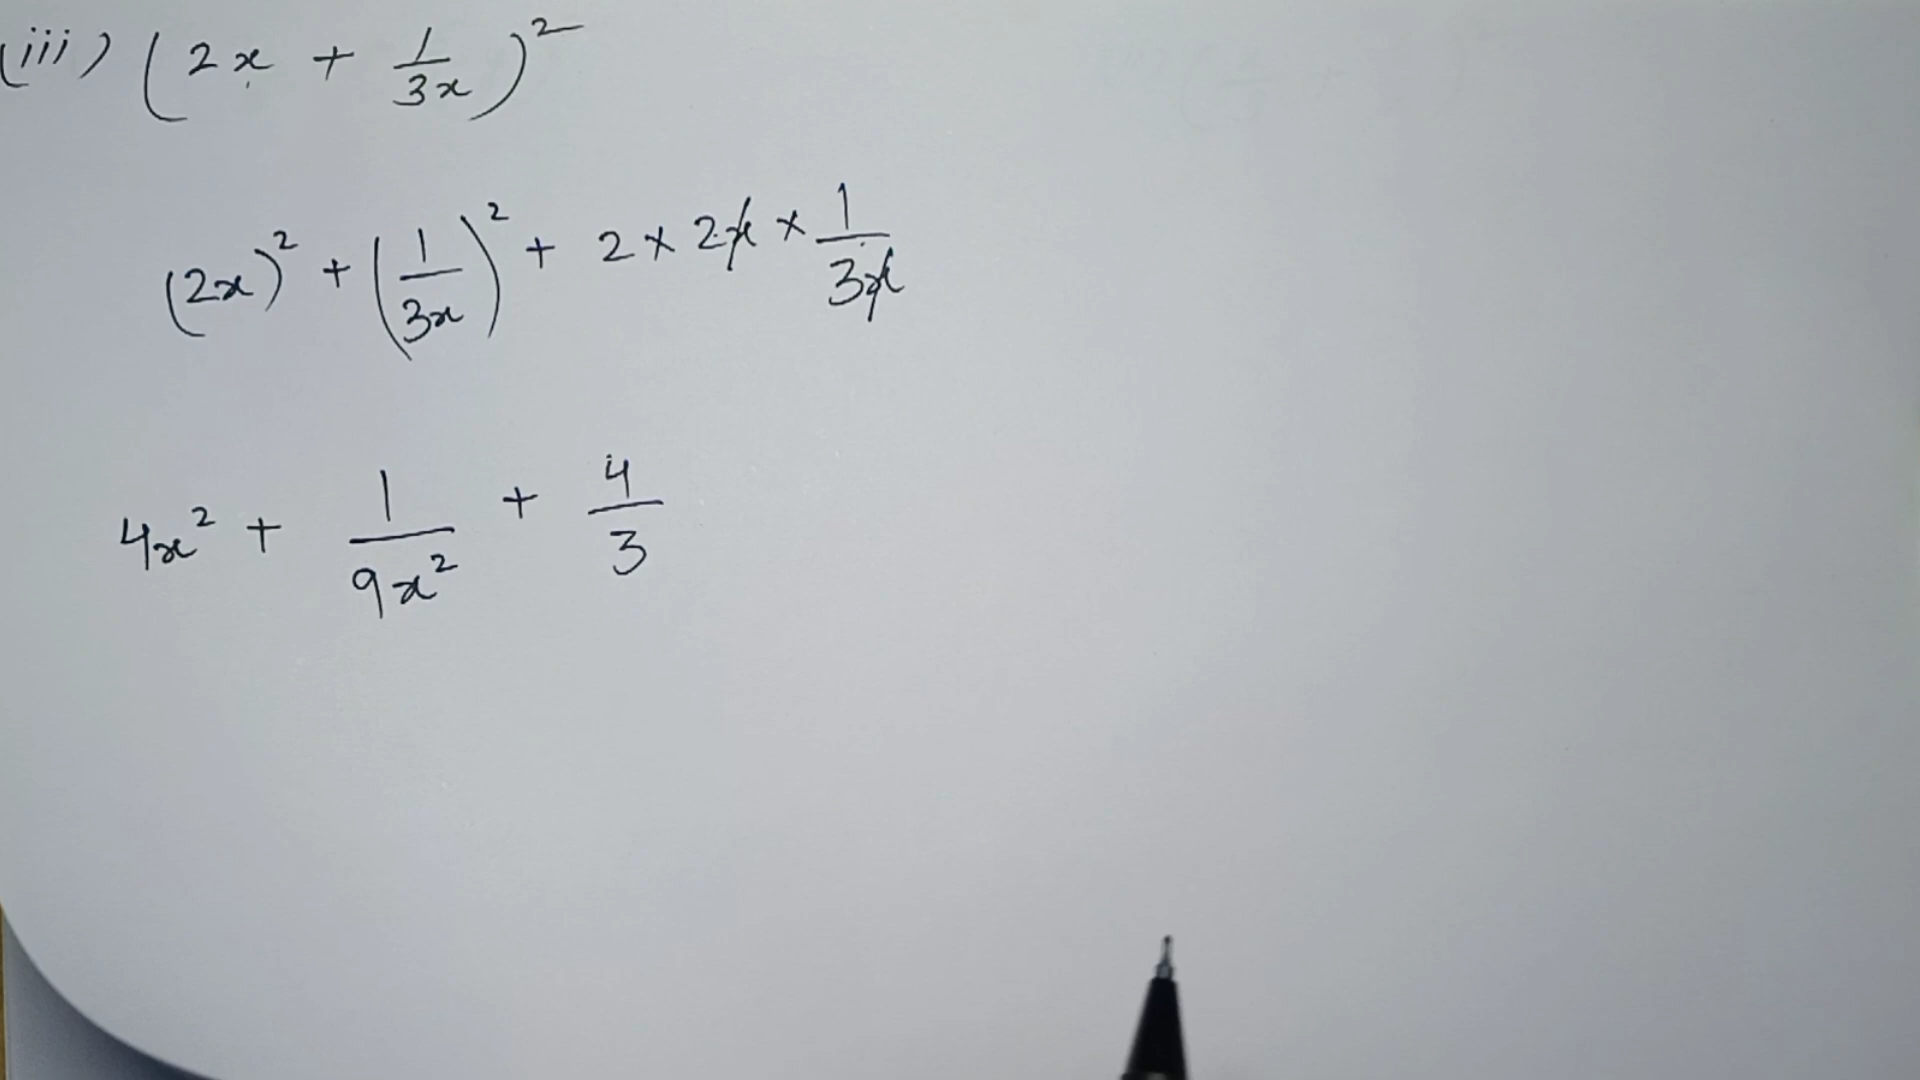 (iii) (2x + 1/3x)²
(2x)² + (1/3x)² + 2 × 2x × 1/3x
4x² + 1/9x² + 4/3